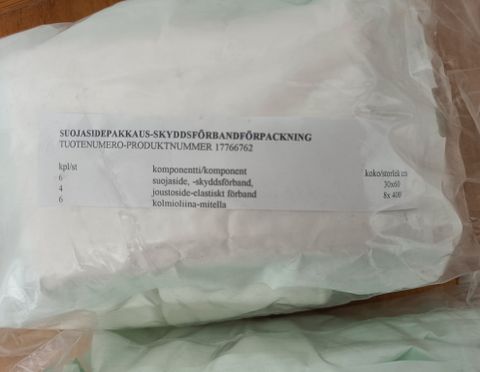 SUOJASIDEPAKKAUS-SKYDDSFÖRBANDFÖRPACKNING
TUOTENUMERO-PRODUKTNUMMER 17766762
kpl/st komponentti/komponent koko/storlek cm
6 suojaside, -skyddsförband, 30x60
4 joustoside-elastiskt förband 8x 400
6 kolmioliina-mitella